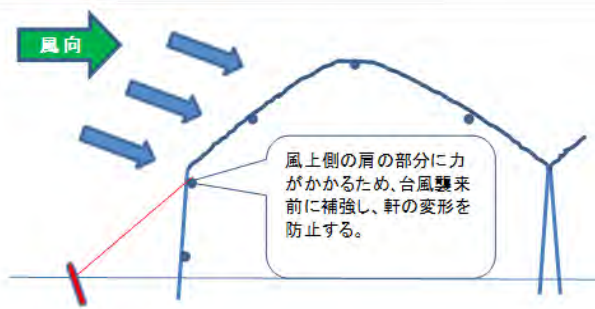 風向
風上側の肩の部分に力
がかかるため、台風襲来
前に補強し、軒の変形を
防止する。